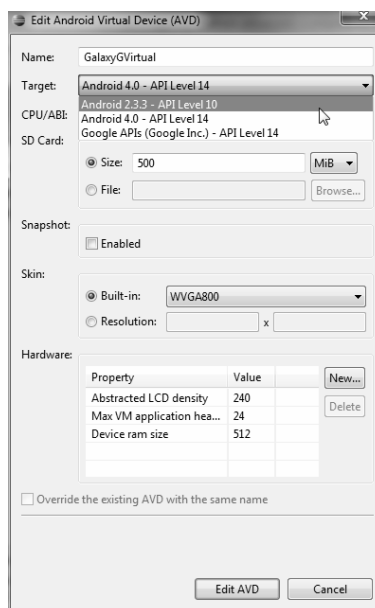 Edit Android Virtual Device (AVD)
Name: GalaxyGVirtual
Target: Android 4.0 - API Level 14
Android 2.3.3 - API Level 10
CPU/ABI: Android 4.0 - API Level 14
Google APIs (Google Inc.) - API Level 14
SD Card:
Size: 500 MiB
File: Browse...
Snapshot:
Enabled
Skin:
Built-in: WVGA800
Resolution: x
Hardware:
Property Value New...
Abstracted LCD density 240
Max VM application hea... 24 Delete
Device ram size 512
Override the existing AVD with the same name
Edit AVD Cancel